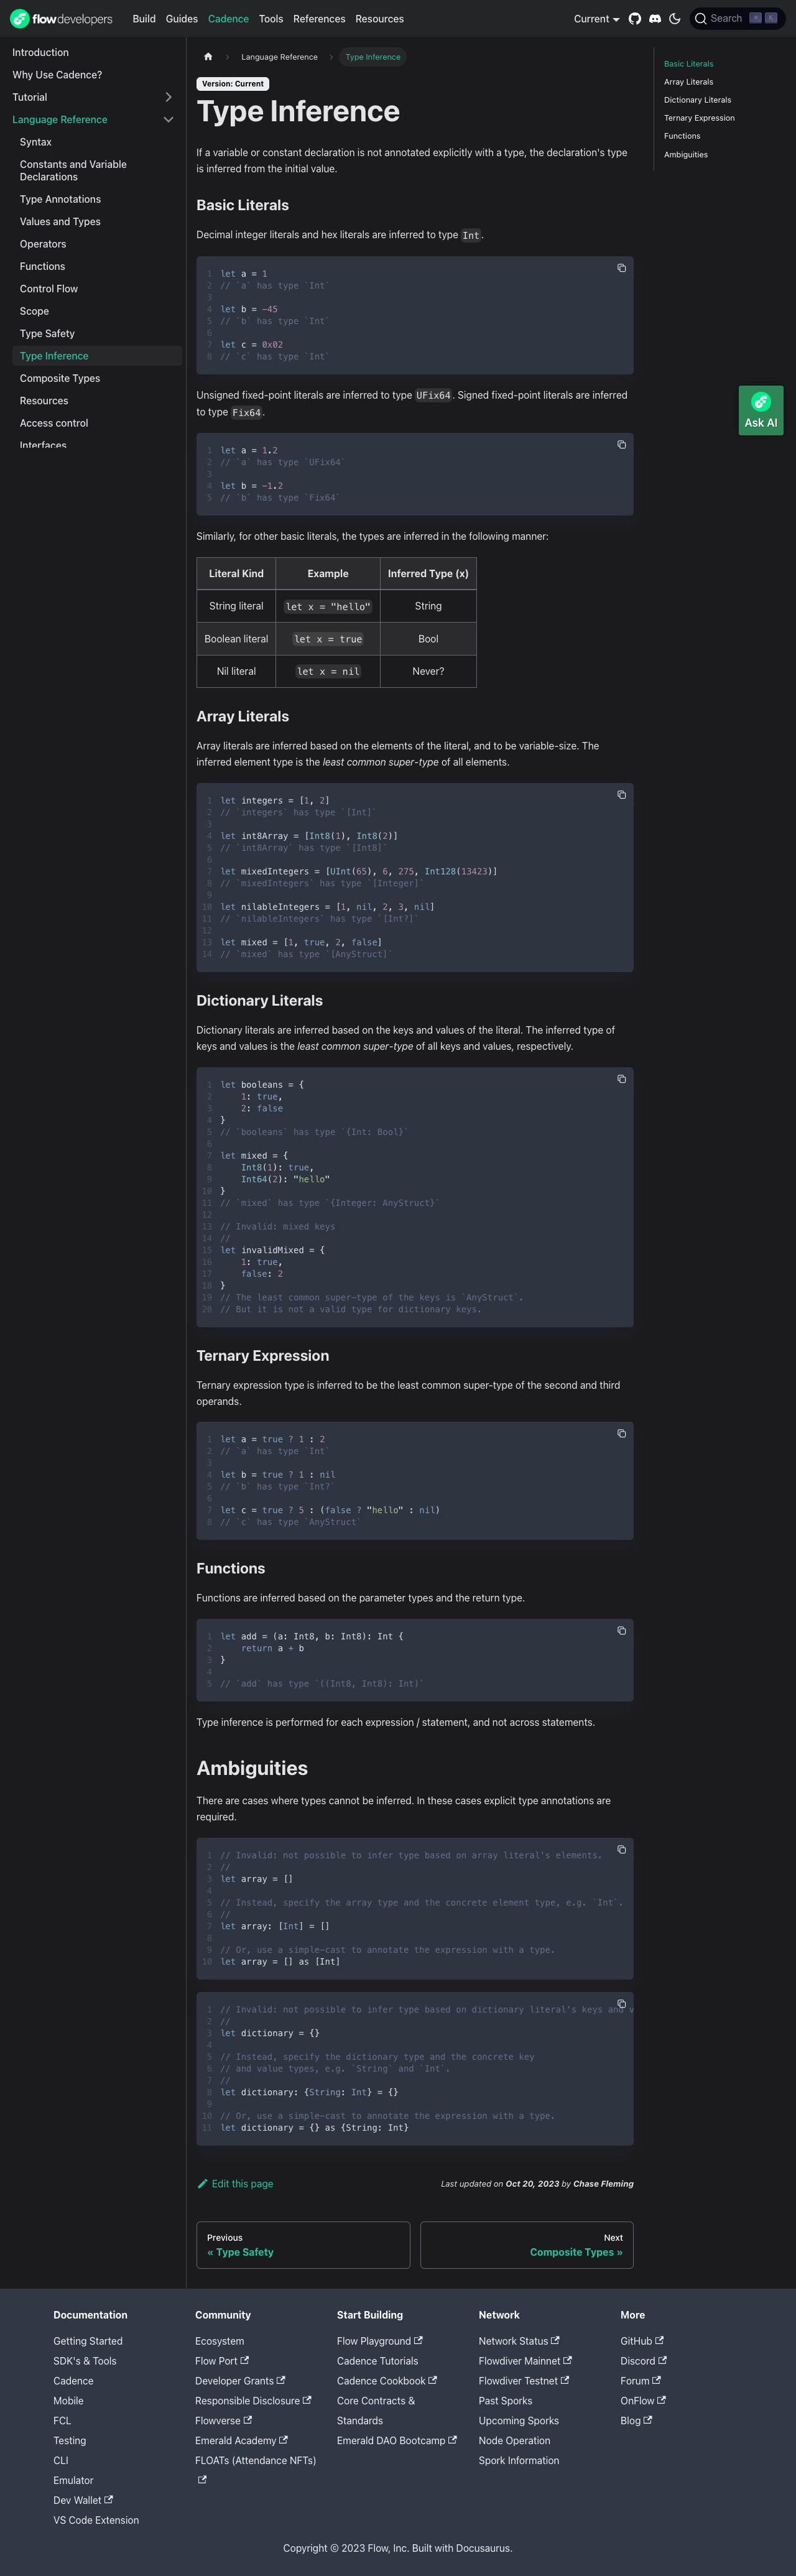 flowdevelopers Build Guides Cadence Tools References Resources Current Search K
Introduction
Why Use Cadence?
Tutorial
Language Reference
Syntax
Constants and Variable
Declarations
Type Annotations
Values and Types
Operators
Functions
Control Flow
Scope
Type Safety
Type Inference
Composite Types
Resources
Access control
Interfaces
Language Reference Type Inference
Version: Current
Type Inference
If a variable or constant declaration is not annotated explicitly with a type, the declaration's type
is inferred from the initial value.
Basic Literals
Decimal integer literals and hex literals are inferred to type Int.
1 let a = 1
2 // `a` has type `Int`
3
4 let b = -45
5 // `b` has type `Int`
6
7 let c = 0x02
8 // `c` has type `Int`
Unsigned fixed-point literals are inferred to type UFix64. Signed fixed-point literals are inferred
to type Fix64.
1 let a = 1.2
2 // `a` has type `UFix64`
3
4 let b = -1.2
5 // `b` has type `Fix64`
Similarly, for other basic literals, the types are inferred in the following manner:
Literal Kind Example Inferred Type (x)
String literal let x = "hello" String
Boolean literal let x = true Bool
Nil literal let x = nil Never?
Array Literals
Array literals are inferred based on the elements of the literal, and to be variable-size. The
inferred element type is the least common super-type of all elements.
1 let integers = [1, 2]
2 // `integers` has type `[Int]`
3
4 let int8Array = [Int8(1), Int8(2)]
5 // `int8Array` has type `[Int8]`
6
7 let mixedIntegers = [UInt(65), 6, 275, Int128(13423)]
8 // `mixedIntegers` has type `[Integer]`
9
10 let nilableIntegers = [1, nil, 2, 3, nil]
11 // `nilableIntegers` has type `[Int?]`
12
13 let mixed = [1, true, 2, false]
14 // `mixed` has type `[AnyStruct]`
Dictionary Literals
Dictionary literals are inferred based on the keys and values of the literal. The inferred type of
keys and values is the least common super-type of all keys and values, respectively.
1 let booleans = {
2 1: true,
3 2: false
4 }
5 // `booleans` has type `{Int: Bool}`
6
7 let mixed = {
8 Int8(1): true,
9 Int64(2): "hello"
10 }
11 // `mixed` has type `{Integer: AnyStruct}`
12
13 // Invalid: mixed keys
14 //
15 let invalidMixed = {
16 1: true,
17 false: 2
18 }
19 // The least common super-type of the keys is `AnyStruct`.
20 // But it is not a valid type for dictionary keys.
Ternary Expression
Ternary expression type is inferred to be the least common super-type of the second and third
operands.
1 let a = true ? 1 : 2
2 // `a` has type `Int`
3
4 let b = true ? 1 : nil
5 // `b` has type `Int?`
6
7 let c = true ? 5 : (false ? "hello" : nil)
8 // `c` has type `AnyStruct`
Functions
Functions are inferred based on the parameter types and the return type.
1 let add = (a: Int8, b: Int8): Int {
2 return a + b
3 }
4
5 // `add` has type `((Int8, Int8): Int)`
Type inference is performed for each expression / statement, and not across statements.
Ambiguities
There are cases where types cannot be inferred. In these cases explicit type annotations are
required.
1 // Invalid: not possible to infer type based on array literal's elements.
2 //
3 let array = []
4
5 // Instead, specify the array type and the concrete element type, e.g. `Int`.
6 //
7 let array: [Int] = []
8
9 // Or, use a simple-cast to annotate the expression with a type.
10 let array = [] as [Int]
1 // Invalid: not possible to infer type based on dictionary literal's keys and v
2 //
3 let dictionary = {}
4
5 // Instead, specify the dictionary type and the concrete key
6 // and value types, e.g. `String` and `Int`.
7 //
8 let dictionary: {String: Int} = {}
9
10 // Or, use a simple-cast to annotate the expression with a type.
11 let dictionary = {} as {String: Int}
Edit this page Last updated on Oct 20, 2023 by Chase Fleming
Previous
« Type Safety
Next
Composite Types »
Basic Literals
Array Literals
Dictionary Literals
Ternary Expression
Functions
Ambiguities
Ask AI
Documentation
Getting Started
SDK's & Tools
Cadence
Mobile
FCL
Testing
CLI
Emulator
Dev Wallet
VS Code Extension
Community
Ecosystem
Flow Port
Developer Grants
Responsible Disclosure
Flowverse
Emerald Academy
FLOATs (Attendance NFTs)
Start Building
Flow Playground
Cadence Tutorials
Cadence Cookbook
Core Contracts &
Standards
Emerald DAO Bootcamp
Network
Network Status
Flowdiver Mainnet
Flowdiver Testnet
Past Sporks
Upcoming Sporks
Node Operation
Spork Information
More
GitHub
Discord
Forum
OnFlow
Blog
Copyright © 2023 Flow, Inc. Built with Docusaurus.